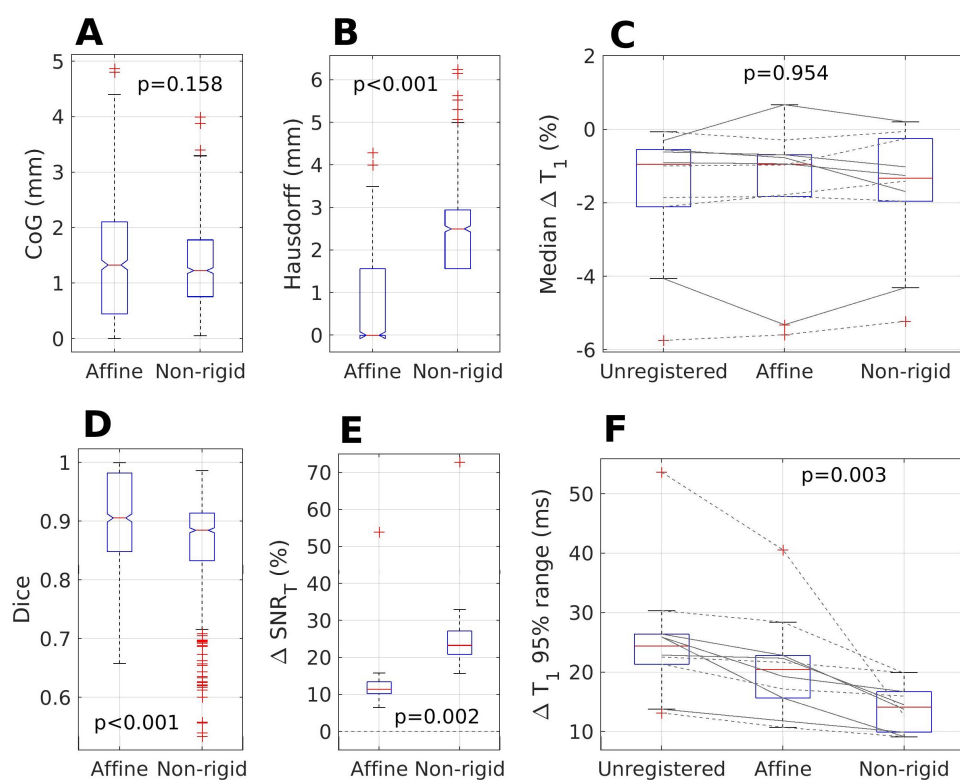 A
CoG (mm)
5
4
3
2
1
0
p=0.158
Affine Non-rigid
B
Hausdorff (mm)
6
5
4
3
2
1
0
p<0.001
Affine Non-rigid
C
Median Δ T1 (%)
2
0
-2
-4
-6
p=0.954
Unregistered Affine Non-rigid
D
Dice
1
0.9
0.8
0.7
0.6
p<0.001
Affine Non-rigid
E
Δ SNRT (%)
70
60
50
40
30
20
10
0
p=0.002
Affine Non-rigid
F
Δ T1 95% range (ms)
50
40
30
20
10
p=0.003
Unregistered Affine Non-rigid